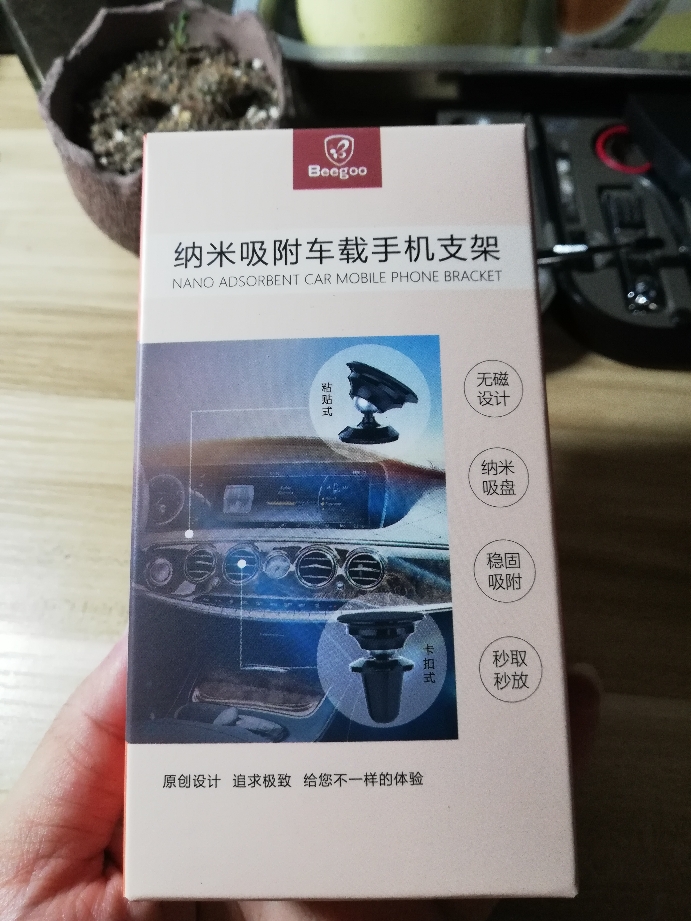 Beegoo
纳米吸附车载手机支架
NANO ADSORBENT CAR MOBILE PHONE BRACKET
粘贴式
无磁
设计
纳米
吸盘
稳固
吸附
卡扣式
秒取
秒放
原创设计 追求极致 给您不一样的体验